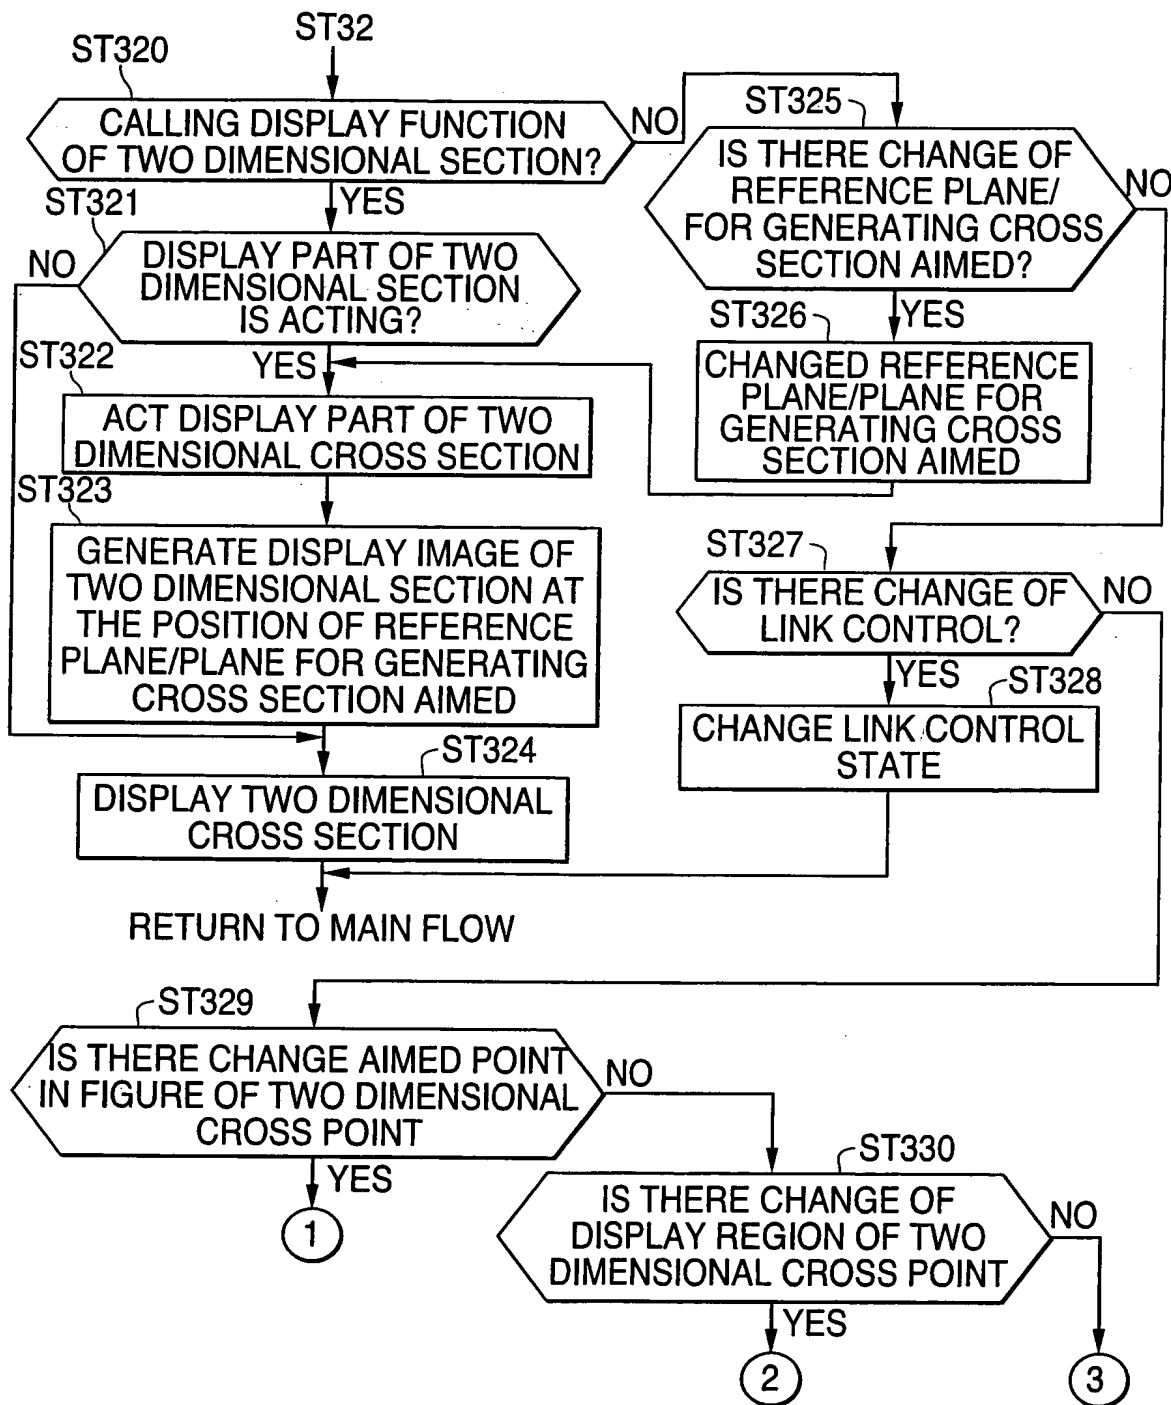 ST32
ST320
CALLING DISPLAY FUNCTION
OF TWO DIMENSIONAL SECTION?
NO
YES
ST321
NO
DISPLAY PART OF TWO
DIMENSIONAL SECTION
IS ACTING?
YES
ST322
ACT DISPLAY PART OF TWO
DIMENSIONAL CROSS SECTION
ST323
GENERATE DISPLAY IMAGE OF
TWO DIMENSIONAL SECTION AT
THE POSITION OF REFERENCE
PLANE/PLANE FOR GENERATING
CROSS SECTION AIMED
ST324
DISPLAY TWO DIMENSIONAL
CROSS SECTION
RETURN TO MAIN FLOW
ST325
IS THERE CHANGE OF
REFERENCE PLANE/
FOR GENERATING CROSS
SECTION AIMED?
NO
YES
ST326
CHANGED REFERENCE
PLANE/PLANE FOR
GENERATING CROSS
SECTION AIMED
ST327
IS THERE CHANGE OF
LINK CONTROL?
NO
YES
ST328
CHANGE LINK CONTROL
STATE
ST329
IS THERE CHANGE AIMED POINT
IN FIGURE OF TWO DIMENSIONAL
CROSS POINT
NO
YES
1
ST330
IS THERE CHANGE OF
DISPLAY REGION OF TWO
DIMENSIONAL CROSS POINT
NO
YES
2
3